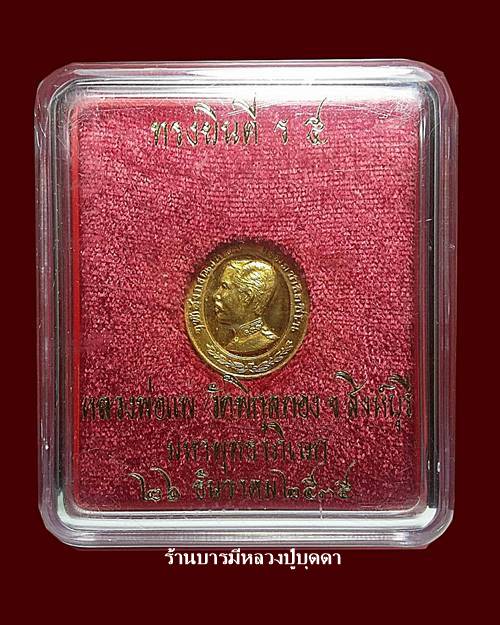 ทรงยินดี ร ๕
หลวงพ่อแพ วัดพิกุลทอง จ สิงห์บุรี
มหาพุทธาภิเษก
๒๖ ธันวาคม ๒๕๓๕
ร้านบารมีหลวงปู่บุดดา